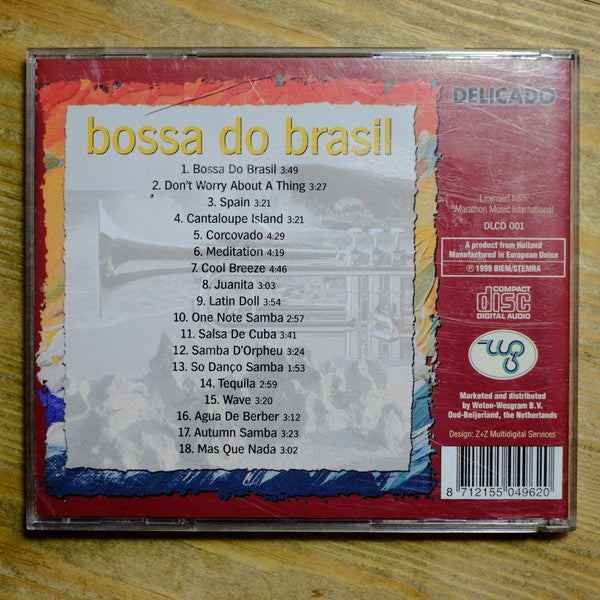 bossa do brasil
1. Bossa Do Brasil 3:49
2. Don't Worry About A Thing 3:27
3. Spain 3:21
4. Cantaloupe Island 3:21
5. Corcovado 4:29
6. Meditation 4:19
7. Cool Breeze 4:46
8. Juanita 3:03
9. Latin Doll 3:54
10. One Note Samba 2:57
11. Salsa De Cuba 3:41
12. Samba D'Orpheu 3:24
13. So Danço Samba 1:53
14. Tequila 2:59
15. Wave 3:20
16. Agua De Berber 3:12
17. Autumn Samba 3:23
18. Mas Que Nada 3:02
DELICADO
Licensed from:
Marathon Music International
DLCD 001
A product from Holland
Manufactured in European Union
℗ 1999 BIEM/STEMRA
COMPACT
disc
DIGITAL AUDIO
Marketed and distributed
by Weton-Wesgram B.V.
Oud-Beijerland, the Netherlands
Design: Z+Z Multidigital Services
8 712155 049620